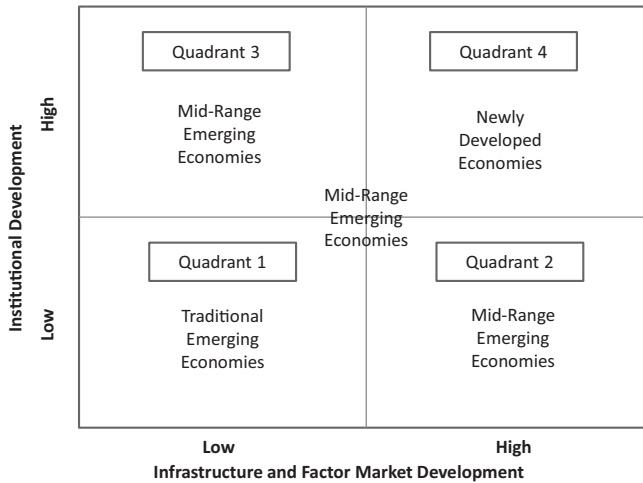 Quadrant 3
Quadrant 4
Mid-Range
Emerging
Economies
Newly
Developed
Economies
High
Institutional Development
Mid-Range
Emerging
Economies
Quadrant 1
Quadrant 2
Low
Traditional
Emerging
Economies
Mid-Range
Emerging
Economies
Low
High
Infrastructure and Factor Market Development